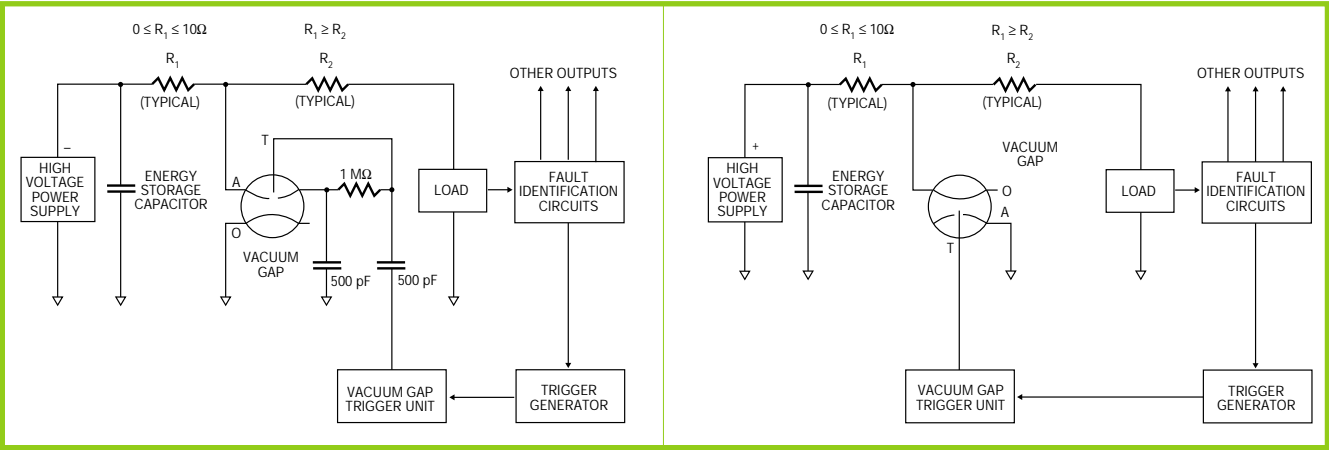 0 ≤ R1 ≤ 10Ω
R1 ≥ R2
R1
R2
(TYPICAL)
(TYPICAL)
OTHER OUTPUTS
T
–
HIGH
VOLTAGE
POWER
SUPPLY
ENERGY
STORAGE
CAPACITOR
A
O
1 MΩ
VACUUM
GAP
500 pF
500 pF
LOAD
FAULT
IDENTIFICATION
CIRCUITS
VACUUM GAP
TRIGGER UNIT
TRIGGER
GENERATOR
0 ≤ R1 ≤ 10Ω
R1 ≥ R2
R1
R2
(TYPICAL)
(TYPICAL)
OTHER OUTPUTS
+
HIGH
VOLTAGE
POWER
SUPPLY
ENERGY
STORAGE
CAPACITOR
VACUUM
GAP
O
A
T
LOAD
FAULT
IDENTIFICATION
CIRCUITS
VACUUM GAP
TRIGGER UNIT
TRIGGER
GENERATOR